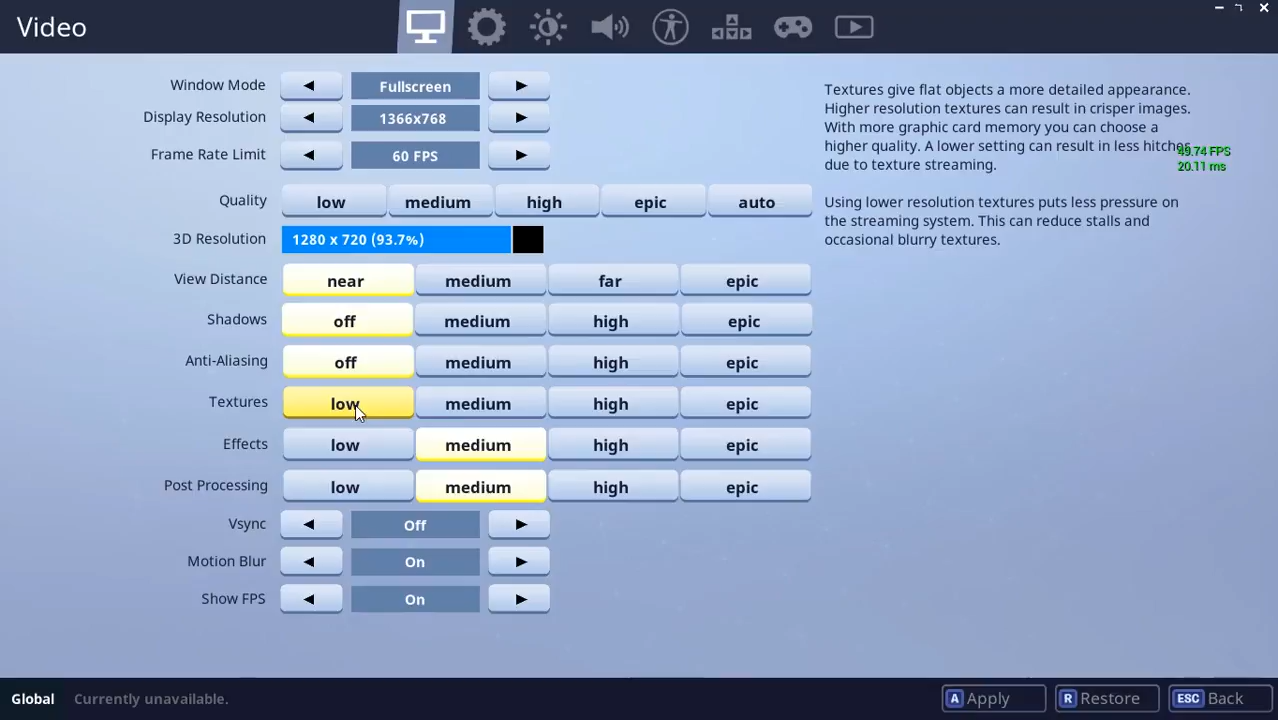 Video
Window Mode ◄ Fullscreen ►
Display Resolution ◄ 1366x768 ►
Frame Rate Limit ◄ 60 FPS ►
Quality low medium high epic auto
3D Resolution 1280 x 720 (93.7%)
View Distance near medium far epic
Shadows off medium high epic
Anti-Aliasing off medium high epic
Textures low medium high epic
Effects low medium high epic
Post Processing low medium high epic
Vsync ◄ Off ►
Motion Blur ◄ On ►
Show FPS ◄ On ►
Textures give flat objects a more detailed appearance.
Higher resolution textures can result in crisper images.
With more graphic card memory you can choose a
higher quality. A lower setting can result in less hitches
due to texture streaming.
49.74 FPS
20.11 ms
Using lower resolution textures puts less pressure on
the streaming system. This can reduce stalls and
occasional blurry textures.
Global Currently unavailable.
A Apply R Restore ESC Back